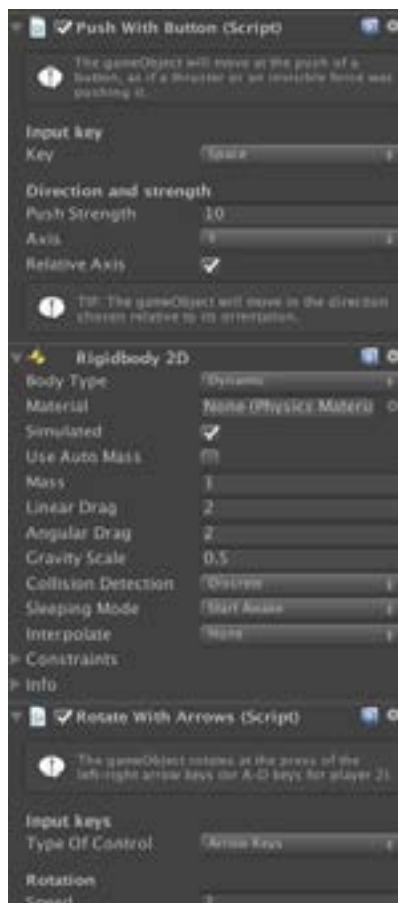 Push With Button (Script)
The gameObject will move at the push of a
button, as if a thruster or an invisible force was
pushing it.
Input key
Key Space
Direction and strength
Push Strength 10
Axis Y
Relative Axis
TIP: The gameObject will move in the direction
chosen relative to its orientation.
Rigidbody 2D
Body Type Dynamic
Material None (Physics Materia
Simulated
Use Auto Mass
Mass 1
Linear Drag 2
Angular Drag 2
Gravity Scale 0.5
Collision Detection Discrete
Sleeping Mode Start Awake
Interpolate None
Constraints
Info
Rotate With Arrows (Script)
The gameObject rotates at the press of the
left-right arrow keys (or A-D keys for player 2).
Input keys
Type Of Control Arrow Keys
Rotation
Speed